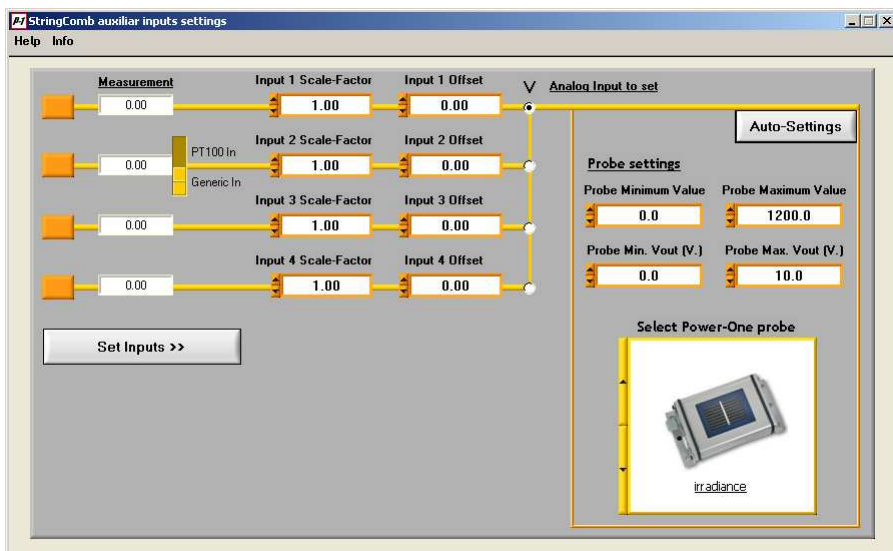 P-1 StringComb auxiliar inputs settings
Help Info
Measurement
Input 1 Scale-Factor
Input 1 Offset
V
Analog Input to set
0.00
1.00
0.00
Auto-Settings
Input 2 Scale-Factor
Input 2 Offset
PT100 In
Generic In
0.00
1.00
0.00
Probe settings
Probe Minimum Value
Probe Maximum Value
0.0
1200.0
Input 3 Scale-Factor
Input 3 Offset
0.00
1.00
0.00
Probe Min. Vout (V.)
Probe Max. Vout (V.)
0.0
10.0
Input 4 Scale-Factor
Input 4 Offset
0.00
1.00
0.00
Set Inputs >>
Select Power-One probe
irradiance